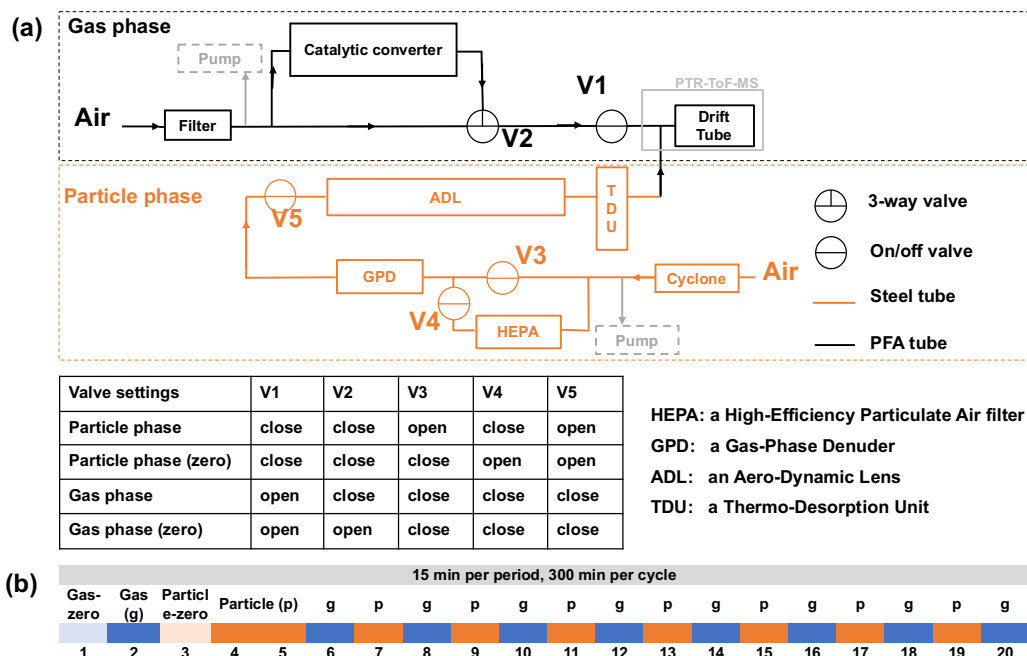 (a)
Gas phase
Catalytic converter
Pump
V1
PTR-ToF-MS
Air
Filter
V2
Drift
Tube
Particle phase
V5
ADL
T
D
U
3-way valve
GPD
V3
Cyclone
Air
On/off valve
V4
HEPA
Pump
Steel tube
PFA tube
Valve settings V1 V2 V3 V4 V5
Particle phase close close open close open
Particle phase (zero) close close close open open
Gas phase open close close close close
Gas phase (zero) open open close close close
HEPA: a High-Efficiency Particulate Air filter
GPD: a Gas-Phase Denuder
ADL: an Aero-Dynamic Lens
TDU: a Thermo-Desorption Unit
(b)
15 min per period, 300 min per cycle
Gas- Gas Particl Particle (p) g p g p g p g p g p g p g p g
zero (g) e-zero
1 2 3 4 5 6 7 8 9 10 11 12 13 14 15 16 17 18 19 20